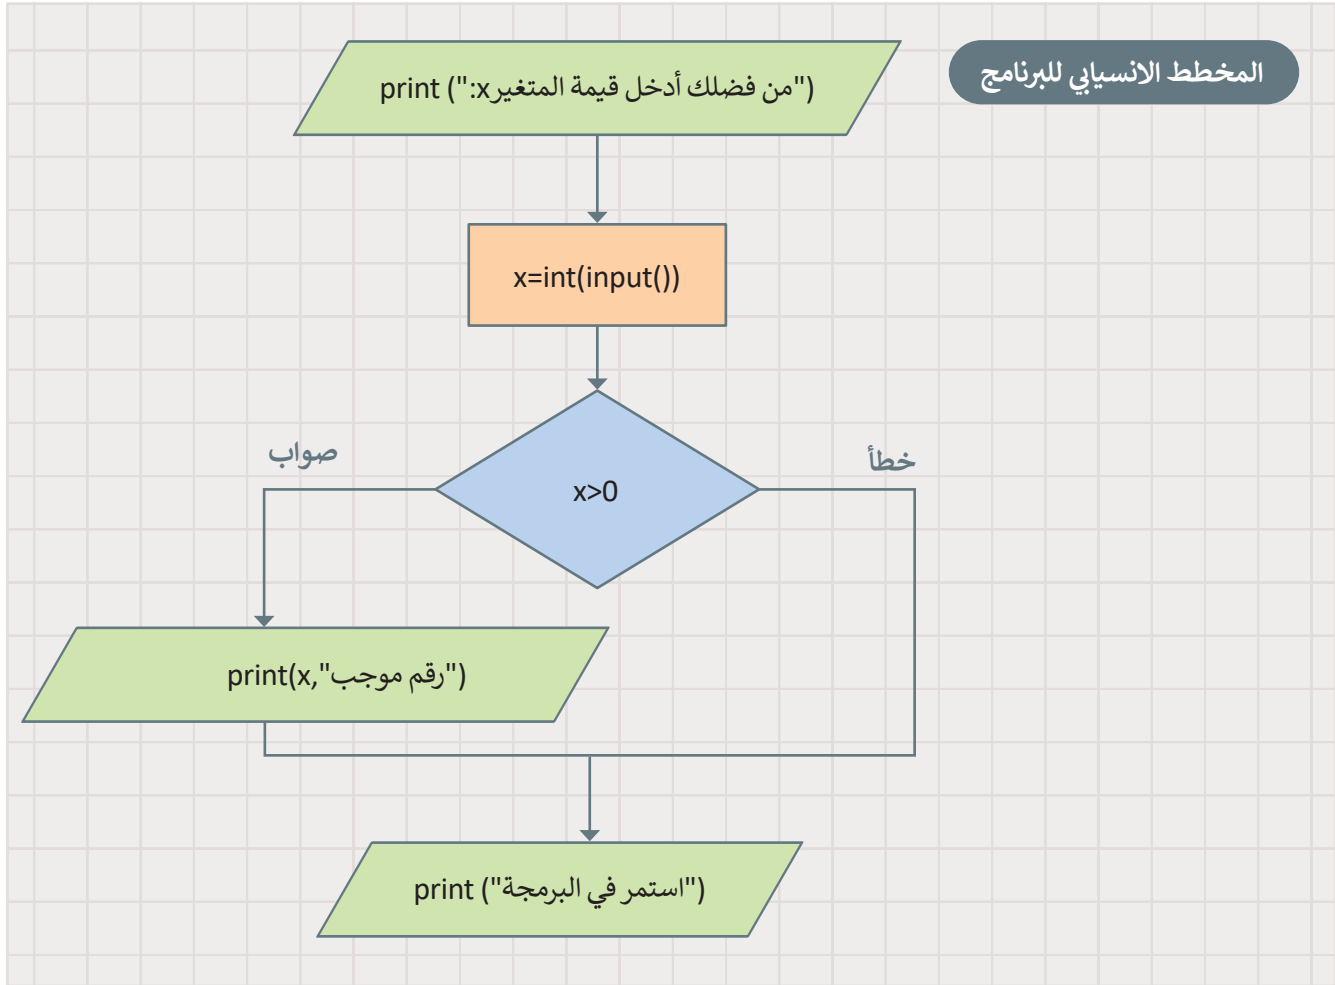 المخطط الانسيابي للبرنامج
print ("من فضلك أدخل قيمة المتغيرx:")
x=int(input())
x>0
صواب
خطأ
print(x,"رقم موجب")
print ("استمر في البرمجة")